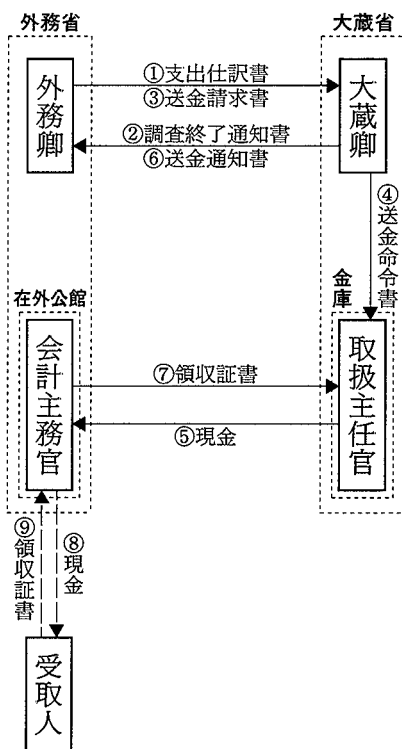 外務省
大蔵省
外務卿
①支出仕訳書
③送金請求書
②調査終了通知書
⑥送金通知書
大蔵卿
④送金命令書
在外公館
金庫
会計主務官
⑦領収証書
⑤現金
取扱主任官
⑨領収証書
⑧現金
受取人